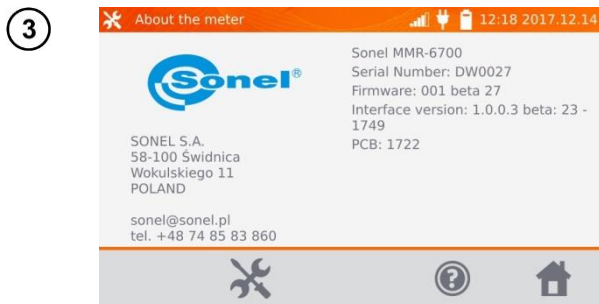 3
About the meter
12:18 2017.12.14
Sonel®
SONEL S.A.
58-100 Świdnica
Wokulskiego 11
POLAND
sonel@sonel.pl
tel. +48 74 85 83 860
Sonel MMR-6700
Serial Number: DW0027
Firmware: 001 beta 27
Interface version: 1.0.0.3 beta: 23 -
1749
PCB: 1722
?